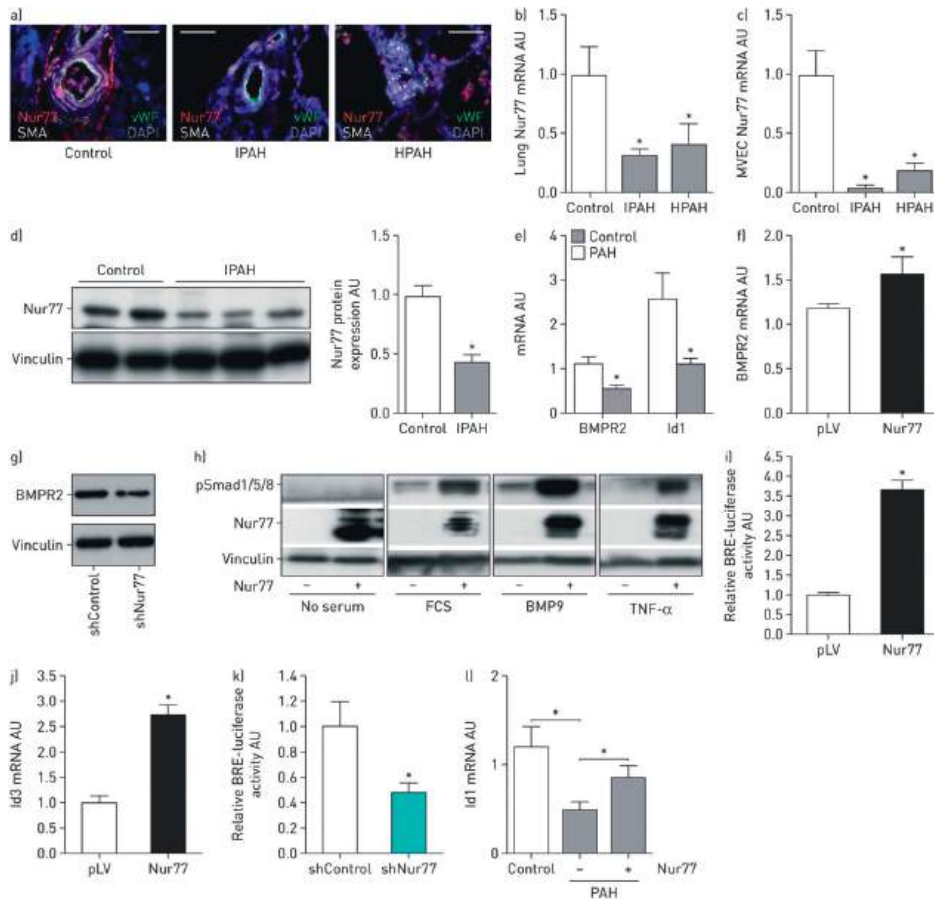 a)
Nur77
SMA
vWF
DAPI
Control
Nur77
SMA
vWF
DAPI
IPAH
Nur77
SMA
vWF
DAPI
HPAH
b)
Lung Nur77 mRNA AU
1.5
1.0
0.5
0.0
*
*
Control IPAH HPAH
c)
MVEC Nur77 mRNA AU
1.5
1.0
0.5
0.0
*
*
Control IPAH HPAH
d)
Control IPAH
Nur77
Vinculin
Nur77 protein
expression AU
1.5
1.0
0.5
0.0
*
Control IPAH
e)
mRNA AU
4
3
2
1
0
Control
PAH
*
*
BMPR2 Id1
f)
BMPR2 mRNA AU
2.0
1.5
1.0
0.5
0.0
*
pLV Nur77
g)
BMPR2
Vinculin
shControl
shNur77
h)
pSmad1/5/8
Nur77
Vinculin
Nur77 – + – + – + – +
No serum FCS BMP9 TNF-α
i)
Relative BRE-luciferase
activity AU
4.5
4.0
3.5
3.0
2.5
2.0
1.5
1.0
0.5
0.0
*
pLV Nur77
j)
Id3 mRNA AU
3.5
3.0
2.5
2.0
1.5
1.0
0.5
0.0
*
pLV Nur77
k)
Relative BRE-luciferase
activity AU
1.4
1.2
1.0
0.8
0.6
0.4
0.2
0.0
*
shControl shNur77
l)
Id1 mRNA AU
2
1
0
*
*
Control – + Nur77
PAH